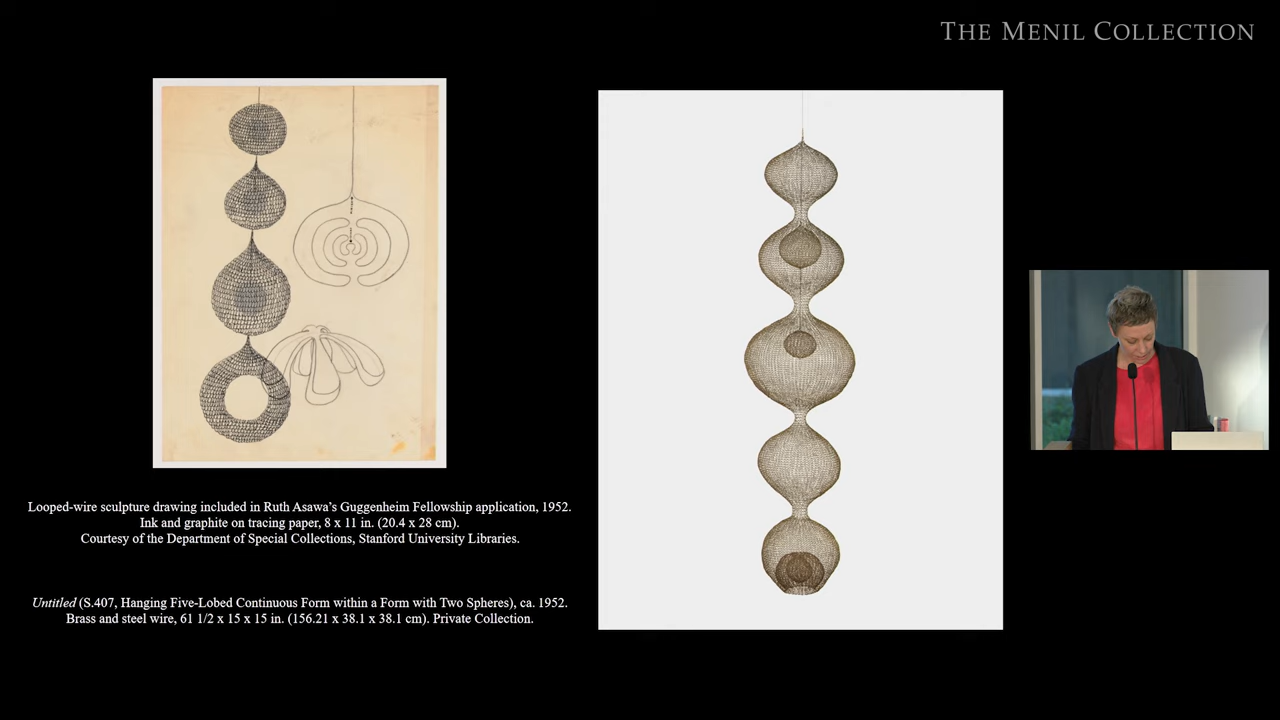 THE MENIL COLLECTION
Looped-wire sculpture drawing included in Ruth Asawa's Guggenheim Fellowship application, 1952.
Ink and graphite on tracing paper, 8 x 11 in. (20.4 x 28 cm).
Courtesy of the Department of Special Collections, Stanford University Libraries.
Untitled (S.407, Hanging Five-Lobed Continuous Form within a Form with Two Spheres), ca. 1952.
Brass and steel wire, 61 1/2 x 15 x 15 in. (156.21 x 38.1 x 38.1 cm). Private Collection.